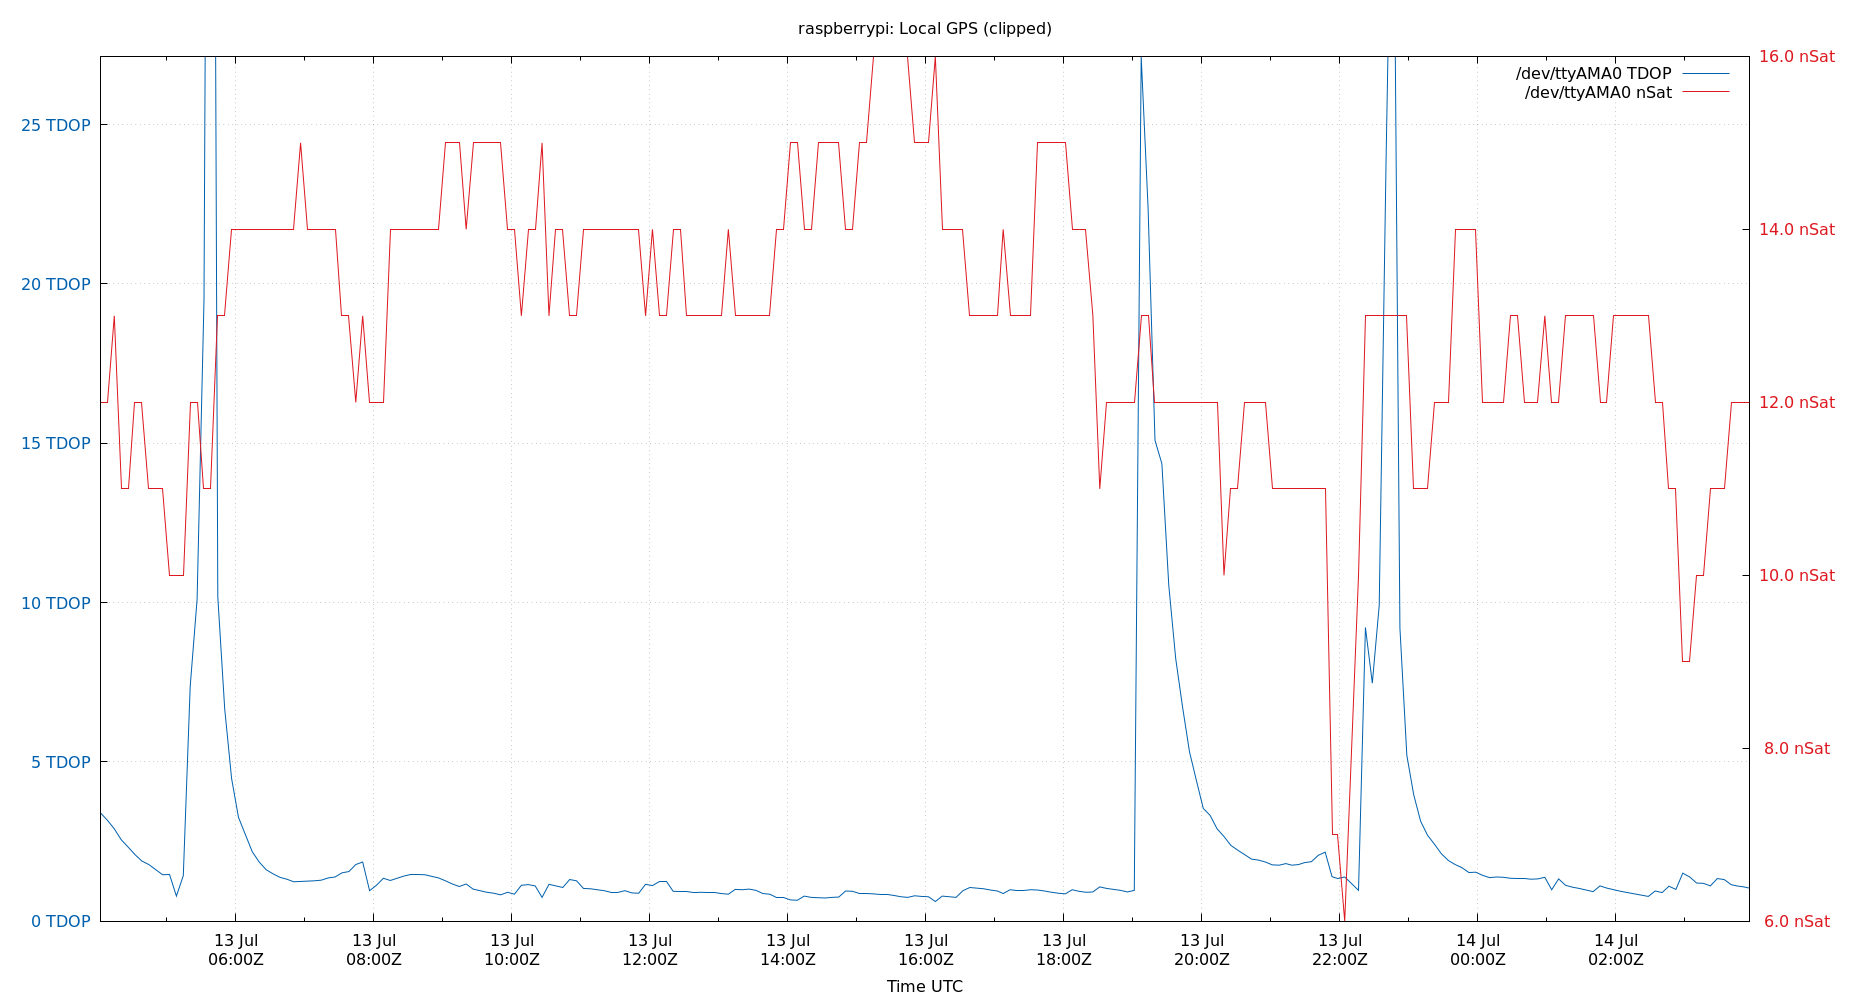 raspberrypi: Local GPS (clipped)
/dev/ttyAMA0 TDOP
/dev/ttyAMA0 nSat
25 TDOP
20 TDOP
15 TDOP
10 TDOP
5 TDOP
0 TDOP
16.0 nSat
14.0 nSat
12.0 nSat
10.0 nSat
8.0 nSat
6.0 nSat
13 Jul
06:00Z
13 Jul
08:00Z
13 Jul
10:00Z
13 Jul
12:00Z
13 Jul
14:00Z
13 Jul
16:00Z
13 Jul
18:00Z
13 Jul
20:00Z
13 Jul
22:00Z
14 Jul
00:00Z
14 Jul
02:00Z
Time UTC